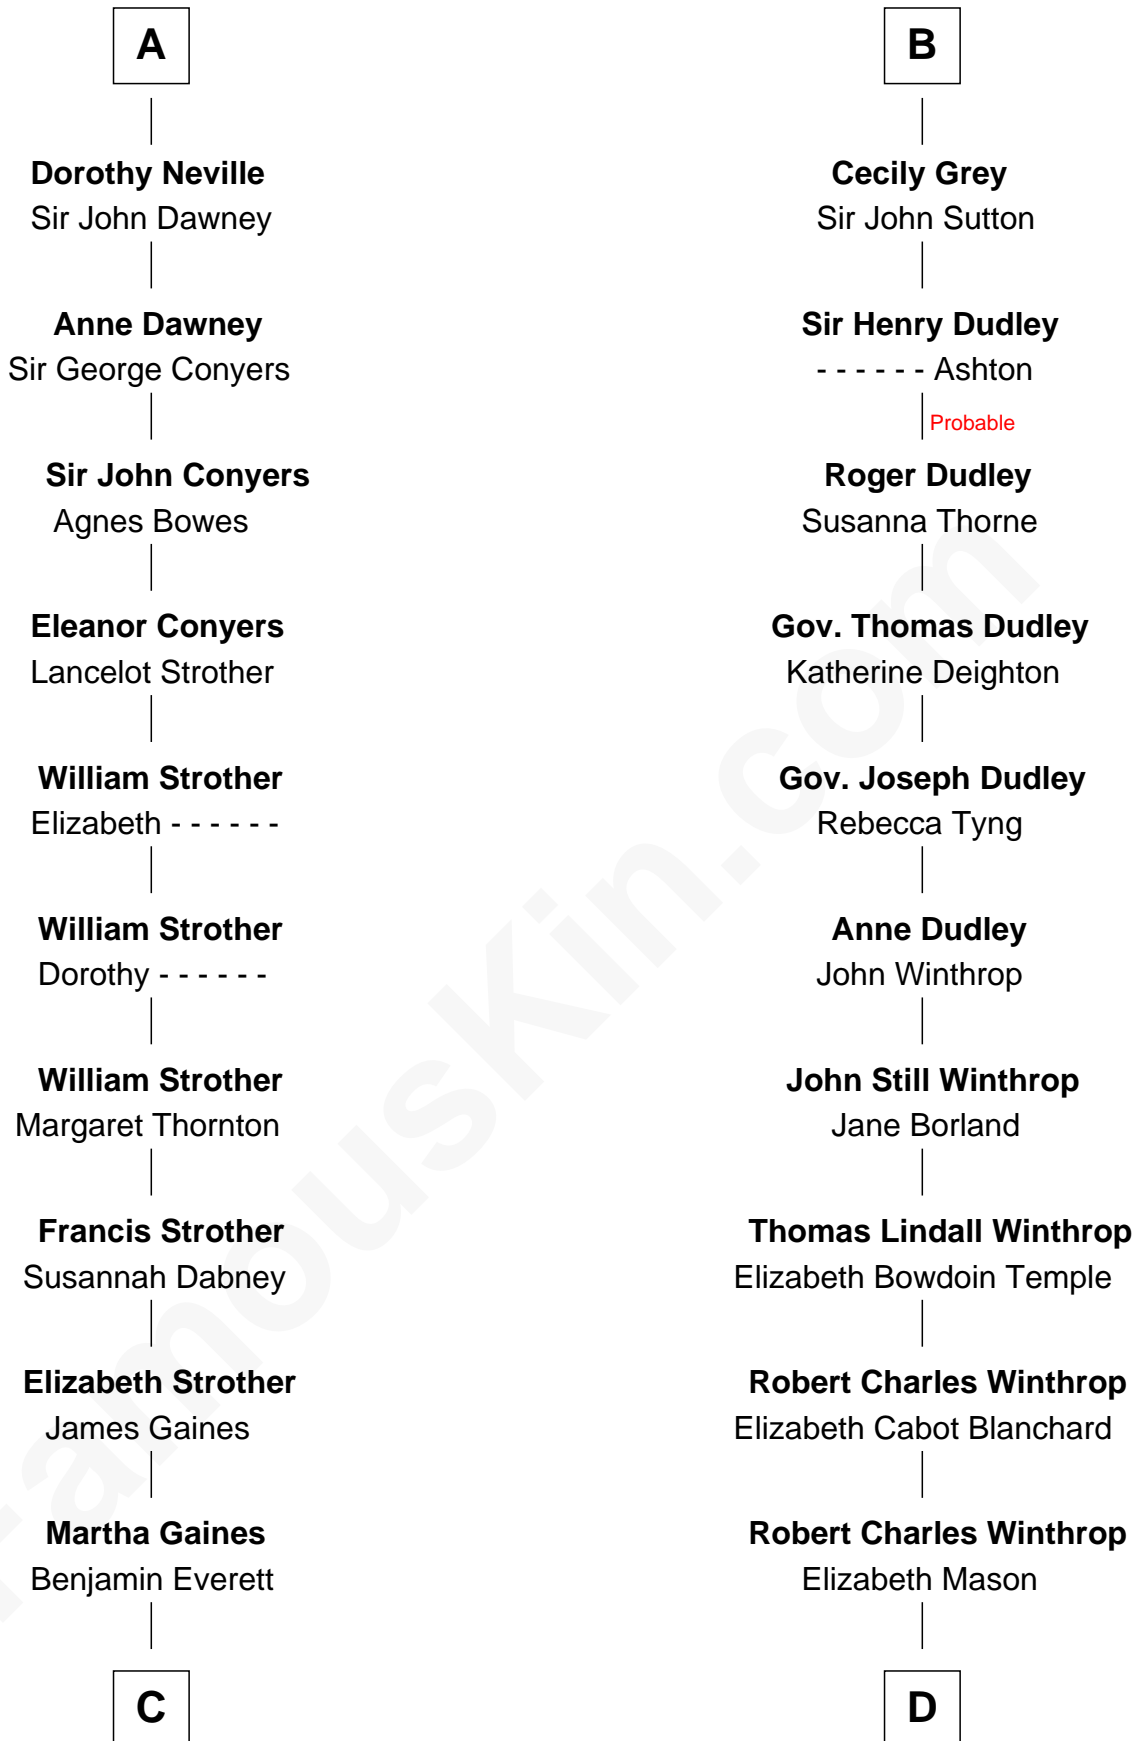 A
Dorothy Neville
Sir John Dawney
Anne Dawney
Sir George Conyers
Sir John Conyers
Agnes Bowes
Eleanor Conyers
Lancelot Strother
William Strother
Elizabeth - - - - - -
William Strother
Dorothy - - - - - -
William Strother
Margaret Thornton
Francis Strother
Susannah Dabney
Elizabeth Strother
James Gaines
Martha Gaines
Benjamin Everett
C
B
Cecily Grey
Sir John Sutton
Sir Henry Dudley
- - - - - - Ashton
Probable
Roger Dudley
Susanna Thorne
Gov. Thomas Dudley
Katherine Deighton
Gov. Joseph Dudley
Rebecca Tyng
Anne Dudley
John Winthrop
John Still Winthrop
Jane Borland
Thomas Lindall Winthrop
Elizabeth Bowdoin Temple
Robert Charles Winthrop
Elizabeth Cabot Blanchard
Robert Charles Winthrop
Elizabeth Mason
D
FamousKin.com